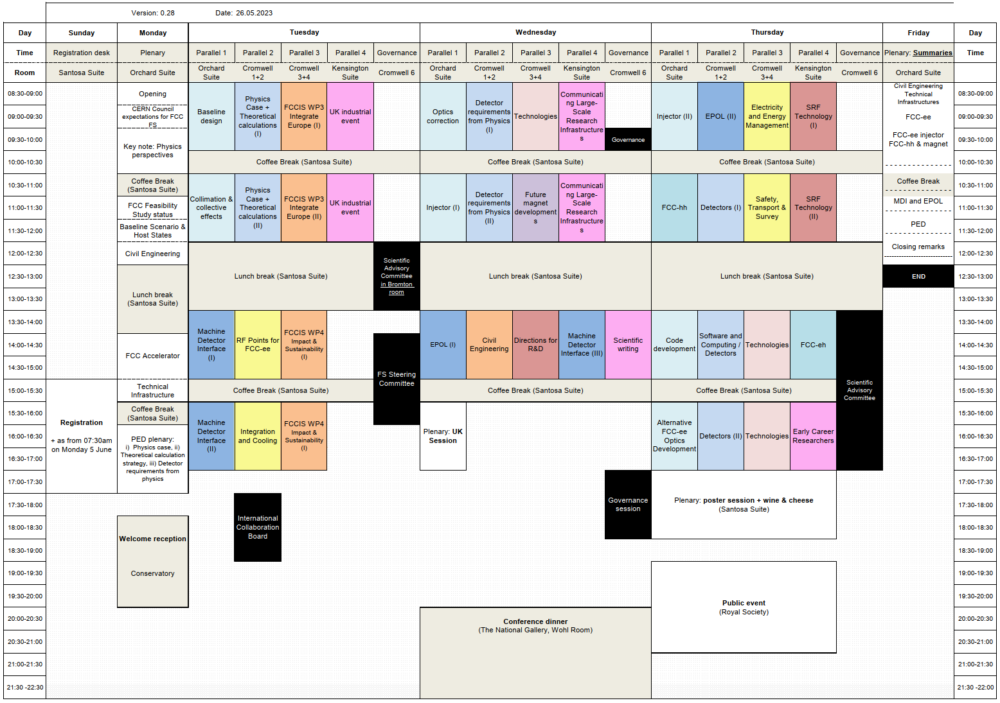 Version: 0.28 Date: 26.05.2023
Day Sunday Monday Tuesday Wednesday Thursday Friday Day
Time Registration desk Plenary Parallel 1 Parallel 2 Parallel 3 Parallel 4 Governance Parallel 1 Parallel 2 Parallel 3 Parallel 4 Governance Parallel 1 Parallel 2 Parallel 3 Parallel 4 Governance Plenary: Summaries Time
Room Santosa Suite Orchard Suite
Orchard
Suite
Cromwell
1+2
Cromwell
3+4
Kensington
Suite
Cromwell 6
Orchard
Suite
Cromwell
1+2
Cromwell
3+4
Kensington
Suite
Cromwell 6
Orchard
Suite
Cromwell
1+2
Cromwell
3+4
Kensington
Suite
Cromwell 6
Orchard Suite
08:30-09:00
09:00-09:30
09:30-10:00
10:00-10:30
10:30-11:00
11:00-11:30
11:30-12:00
12:00-12:30
12:30-13:00
13:00-13:30
13:30-14:00
14:00-14:30
14:30-15:00
15:00-15:30
15:30-16:00
16:00-16:30
16:30-17:00
17:00-17:30
17:30-18:00
18:00-18:30
18:30-19:00
19:00-19:30
19:30-20:00
20:00-20:30
20:30-21:00
21:00-21:30
21:30 -22:30
Registration
+ as from 07:30am
on Monday 5 June
Opening
CERN Council
expectations for FCC
FS
Key note: Physics
perspectives
Coffee Break
(Santosa Suite)
FCC Feasibility
Study status
Baseline Scenario &
Host States
Civil Engineering
Lunch break
(Santosa Suite)
FCC Accelerator
Technical
Infrastructure
Coffee Break
(Santosa Suite)
PED plenary:
i) Physics case, ii)
Theoretical calculation
strategy, iii) Detector
requirements from
physics
Welcome reception
Conservatory
Baseline
design
Physics
Case +
Theoretical
calculations
(I)
FCCIS WP3
Integrate
Europe (I)
UK industrial
event
Coffee Break (Santosa Suite)
Collimation &
collective
effects
Physics
Case +
Theoretical
calculations
(II)
FCCIS WP3
Integrate
Europe (II)
UK industrial
event
Lunch break (Santosa Suite)
Scientific
Advisory
Committee
in Bromton
room
Machine
Detector
Interface
(I)
RF Points for
FCC-ee
FCCIS WP4
Impact &
Sustainability
(I)
FS Steering
Committee
Coffee Break (Santosa Suite)
Machine
Detector
Interface
(II)
Integration
and Cooling
FCCIS WP4
Impact &
Sustainability
(I)
International
Collaboration
Board
Optics
correction
Detector
requirements
from Physics
(I)
Technologies
Communicati
ng Large-
Scale
Research
Infrastructure
s
Governance
Coffee Break (Santosa Suite)
Injector (I)
Detector
requirements
from Physics
(II)
Future
magnet
development
s
Communicati
ng Large-
Scale
Research
Infrastructure
s
Lunch break (Santosa Suite)
EPOL (I)
Civil
Engineering
Directions for
R&D
Machine
Detector
Interface (III)
Scientific
writing
Coffee Break (Santosa Suite)
Plenary: UK
Session
Governance
session
Conference dinner
(The National Gallery, Wohl Room)
Injector (II)
EPOL (II)
Electricity
and Energy
Management
SRF
Technology
(I)
Coffee Break (Santosa Suite)
FCC-hh
Detectors (I)
Safety,
Transport &
Survey
SRF
Technology
(II)
Lunch break (Santosa Suite)
Code
development
Software and
Computing /
Detectors
Technologies
FCC-eh
Scientific
Advisory
Committee
Coffee Break (Santosa Suite)
Alternative
FCC-ee
Optics
Development
Detectors (II)
Technologies
Early Career
Researchers
Plenary: poster session + wine & cheese
(Santosa Suite)
Public event
(Royal Society)
Civil Engineering
Technical
Infrastructures
FCC-ee
FCC-ee injector
FCC-hh & magnet
Coffee Break
MDI and EPOL
PED
Closing remarks
END
08:30-09:00
09:00-09:30
09:30-10:00
10:00-10:30
10:30-11:00
11:00-11:30
11:30-12:00
12:00-12:30
12:30-13:00
13:00-13:30
13:30-14:00
14:00-14:30
14:30-15:00
15:00-15:30
15:30-16:00
16:00-16:30
16:30-17:00
17:00-17:30
17:30-18:00
18:00-18:30
18:30-19:00
19:00-19:30
19:30-20:00
20:00-20:30
20:30-21:00
21:00-21:30
21:30 -22:00